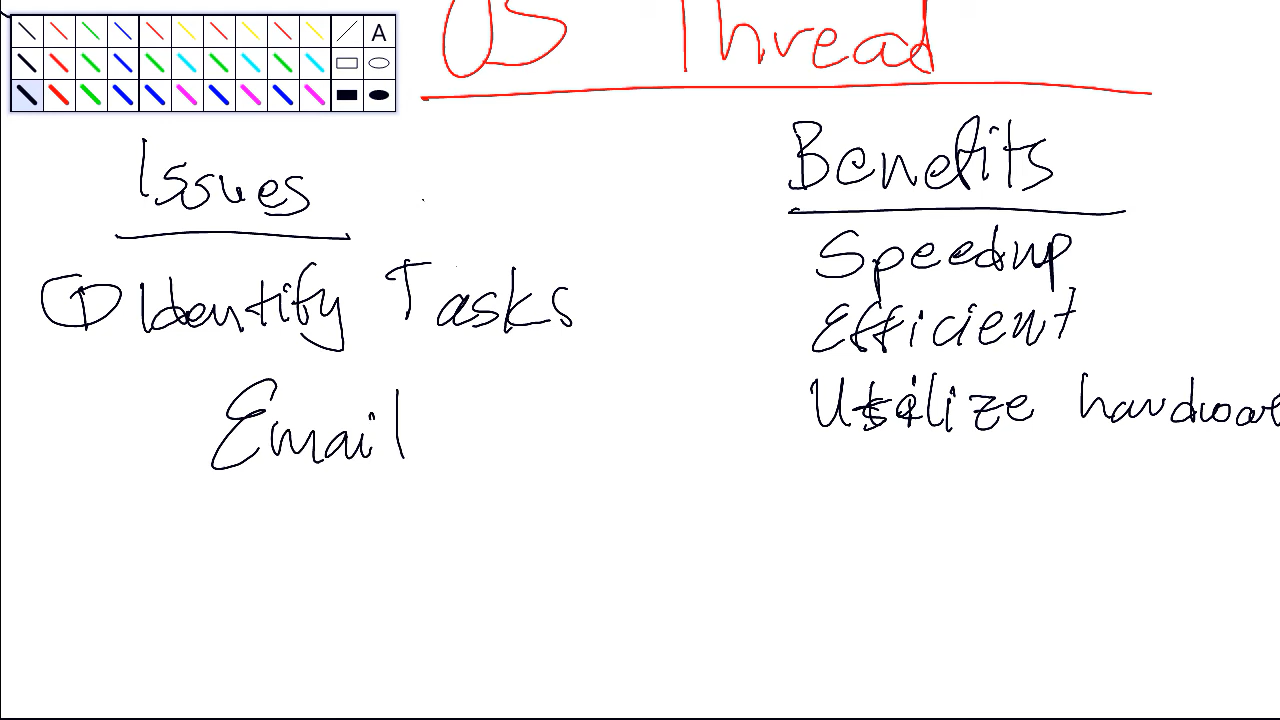 A
OS Thread
Issues
① Identify Tasks
Email
Benefits
Speedup
Efficient
Utilize hardware